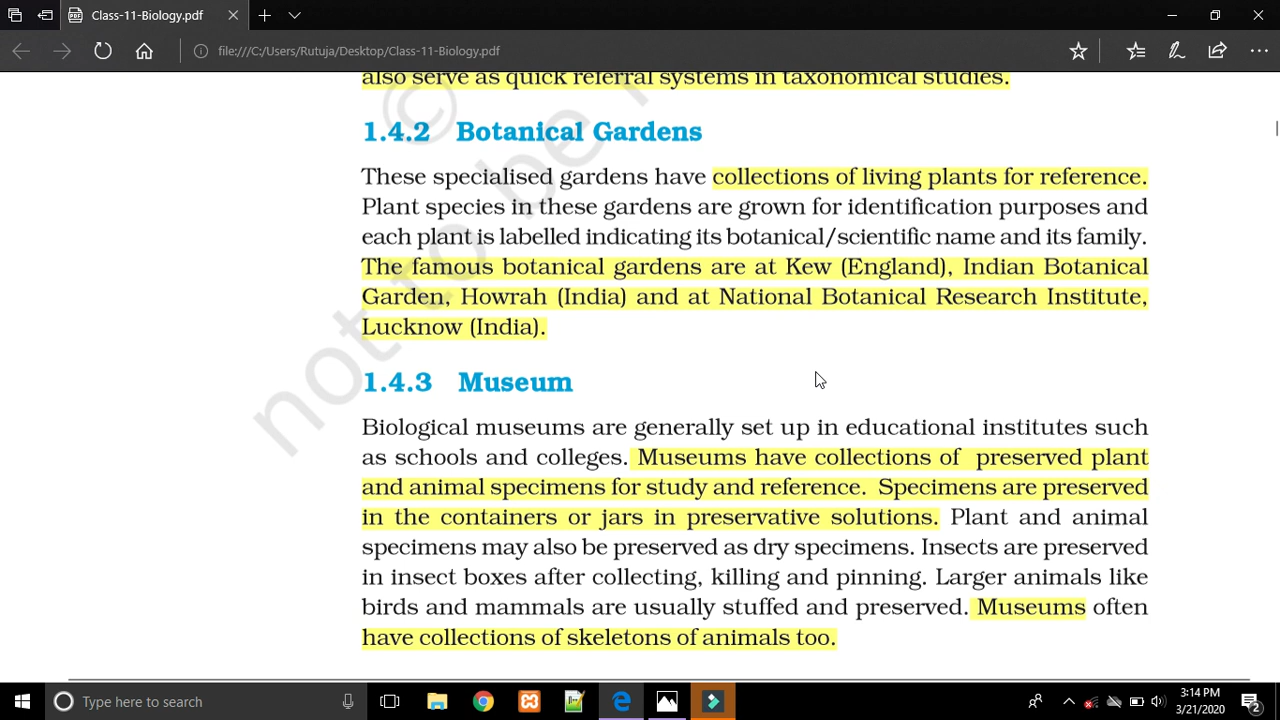 Class-11-Biology.pdf
file:///C:/Users/Rutuja/Desktop/Class-11-Biology.pdf
also serve as quick referral systems in taxonomical studies.
1.4.2 Botanical Gardens
These specialised gardens have collections of living plants for reference.
Plant species in these gardens are grown for identification purposes and
each plant is labelled indicating its botanical/scientific name and its family.
The famous botanical gardens are at Kew (England), Indian Botanical
Garden, Howrah (India) and at National Botanical Research Institute,
Lucknow (India).
1.4.3 Museum
Biological museums are generally set up in educational institutes such
as schools and colleges. Museums have collections of preserved plant
and animal specimens for study and reference. Specimens are preserved
in the containers or jars in preservative solutions. Plant and animal
specimens may also be preserved as dry specimens. Insects are preserved
in insect boxes after collecting, killing and pinning. Larger animals like
birds and mammals are usually stuffed and preserved. Museums often
have collections of skeletons of animals too.
©
not to be
Type here to search
3:14 PM
3/21/2020
2